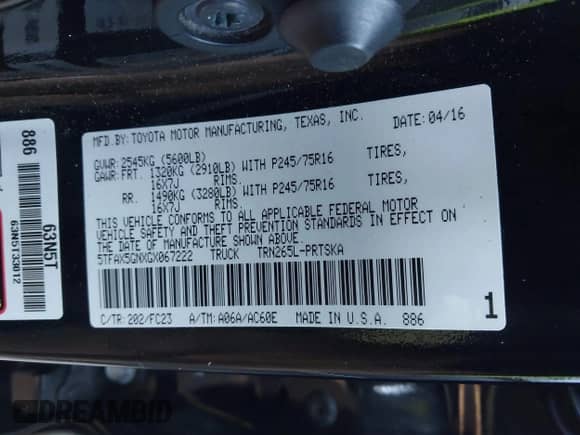 MFD.BY:TOYOTA MOTOR MANUFACTURING, TEXAS, INC. DATE:04/16
GVWR:2545KG (5600LB)
GAWR:FRT. 1320KG (2910LB) WITH P245/75R16 TIRES,
16X7J RIMS
RR. 1490KG (3280LB) WITH P245/75R16 TIRES,
16X7J RIMS
THIS VEHICLE CONFORMS TO ALL APPLICABLE FEDERAL MOTOR
VEHICLE SAFETY AND THEFT PREVENTION STANDARDS IN EFFECT ON
THE DATE OF MANUFACTURE SHOWN ABOVE.
5TFAX5GNXGX067222 TRUCK TRN265L-PRTSKA
C/TR:202/FC23 A/TM:A06A/AC60E MADE IN U.S.A. 886
1
886
63N5T
63N5133012
DREAMBID